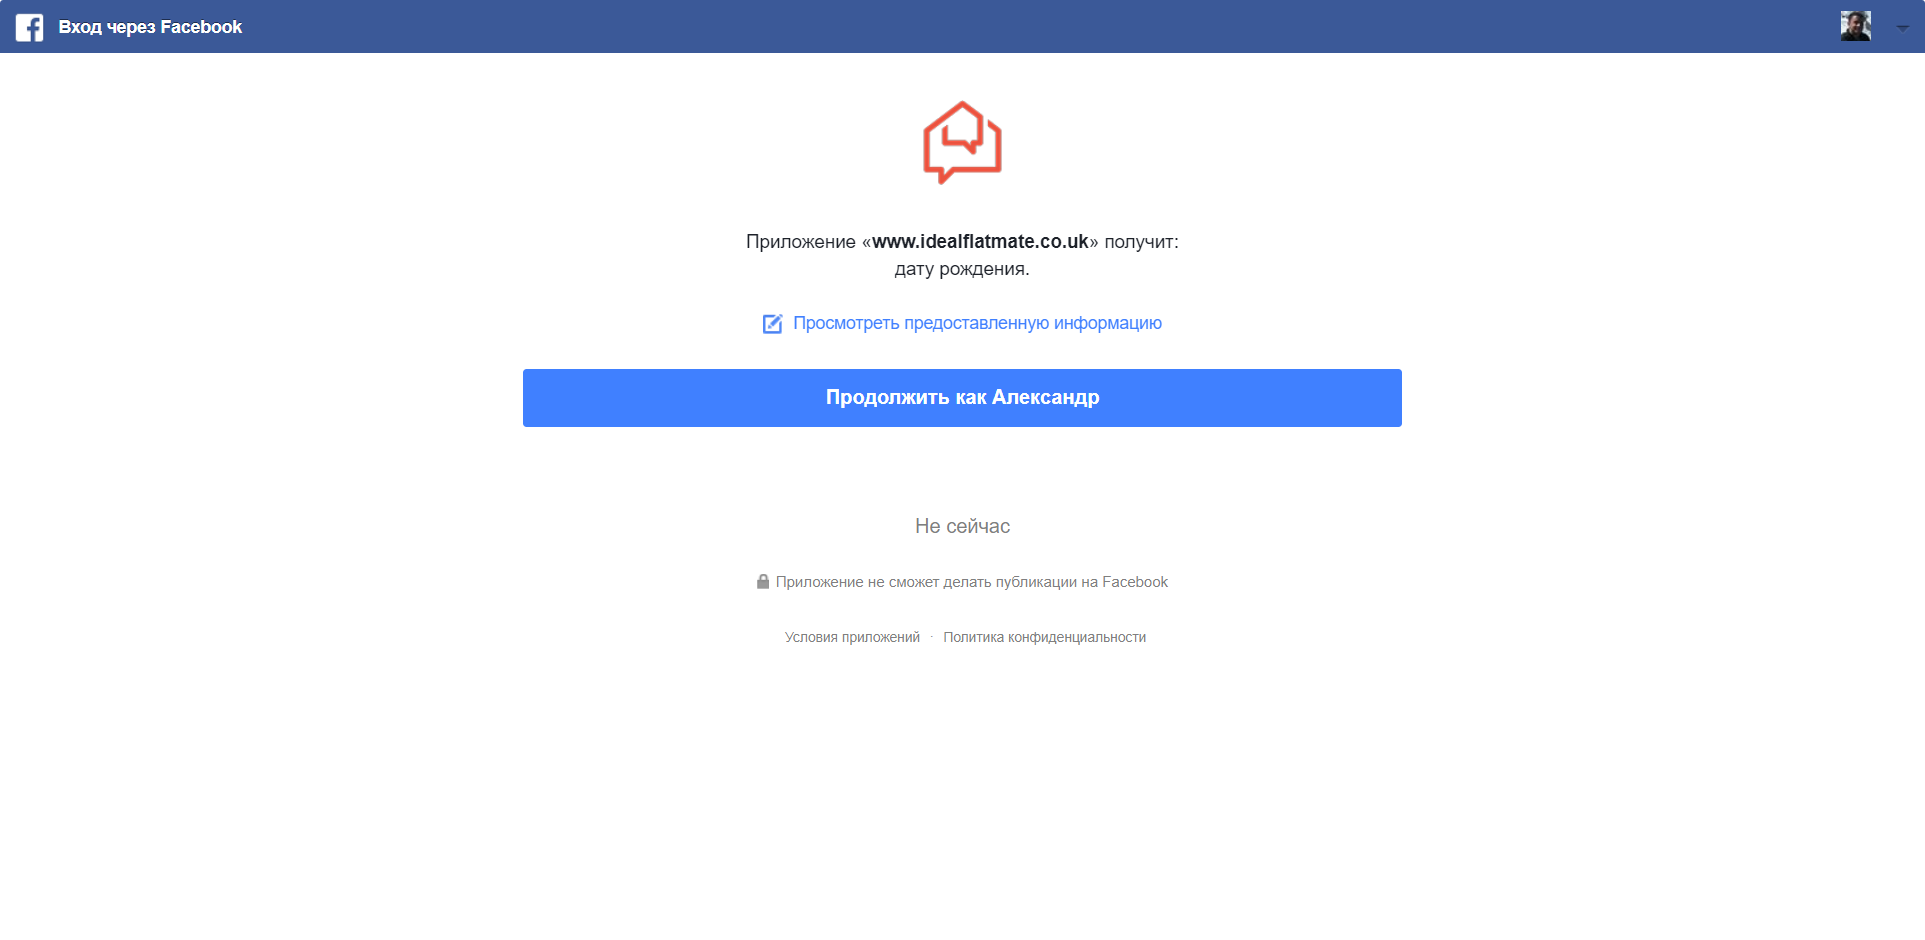 Вход через Facebook
Приложение «www.idealflatmate.co.uk» получит:
дату рождения.
Просмотреть предоставленную информацию
Продолжить как Александр
Не сейчас
Приложение не сможет делать публикации на Facebook
Условия приложений · Политика конфиденциальности